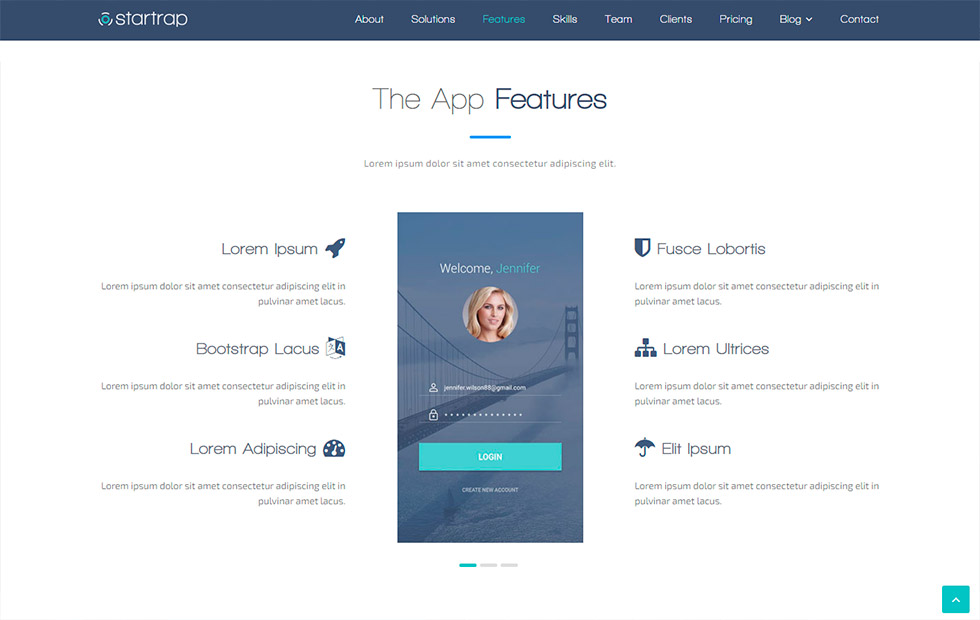 startrap
About Solutions Features Skills Team Clients Pricing Blog Contact
The App Features
Lorem ipsum dolor sit amet consectetur adipiscing elit.
Lorem Ipsum
Lorem ipsum dolor sit amet consectetur adipiscing elit in
pulvinar amet lacus.
Bootstrap Lacus
Lorem ipsum dolor sit amet consectetur adipiscing elit in
pulvinar amet lacus.
Lorem Adipiscing
Lorem ipsum dolor sit amet consectetur adipiscing elit in
pulvinar amet lacus.
Welcome, Jennifer
jennifer.wilson88@gmail.com
LOGIN
CREATE NEW ACCOUNT
Fusce Lobortis
Lorem ipsum dolor sit amet consectetur adipiscing elit in
pulvinar amet lacus.
Lorem Ultrices
Lorem ipsum dolor sit amet consectetur adipiscing elit in
pulvinar amet lacus.
Elit Ipsum
Lorem ipsum dolor sit amet consectetur adipiscing elit in
pulvinar amet lacus.